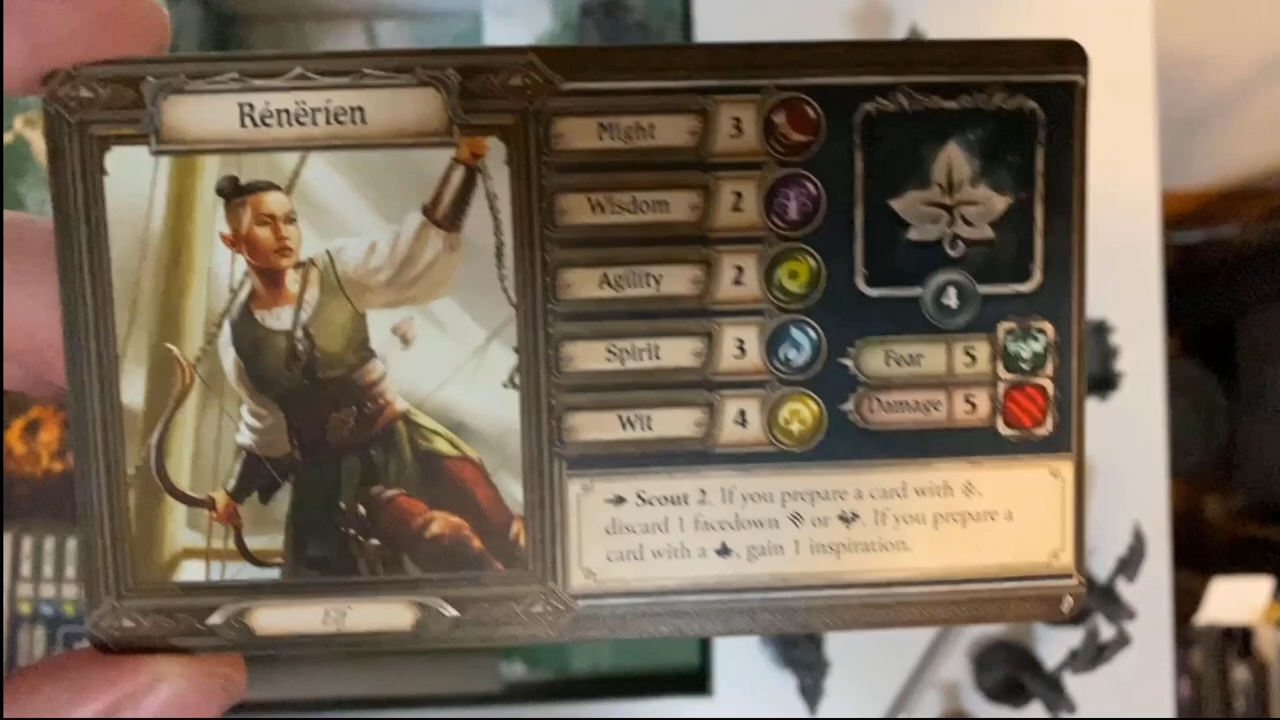 Rénërien
Might 3
Wisdom 2
Agility 2
Spirit 3
Wit 4
4
Fear 5
Damage 5
Scout 2. If you prepare a card with ,
discard 1 facedown or . If you prepare a
card with a , gain 1 inspiration.
Elf